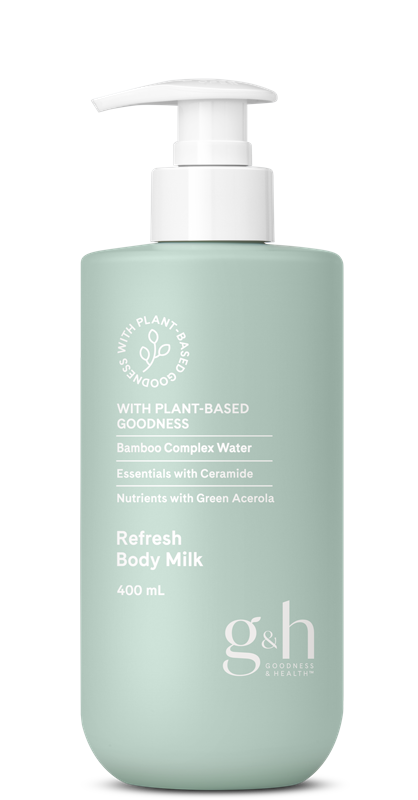 WITH PLANT-BASED GOODNESS
WITH PLANT-BASED
GOODNESS
Bamboo Complex Water
Essentials with Ceramide
Nutrients with Green Acerola
Refresh
Body Milk
400 mL
g&h
GOODNESS
& HEALTH™